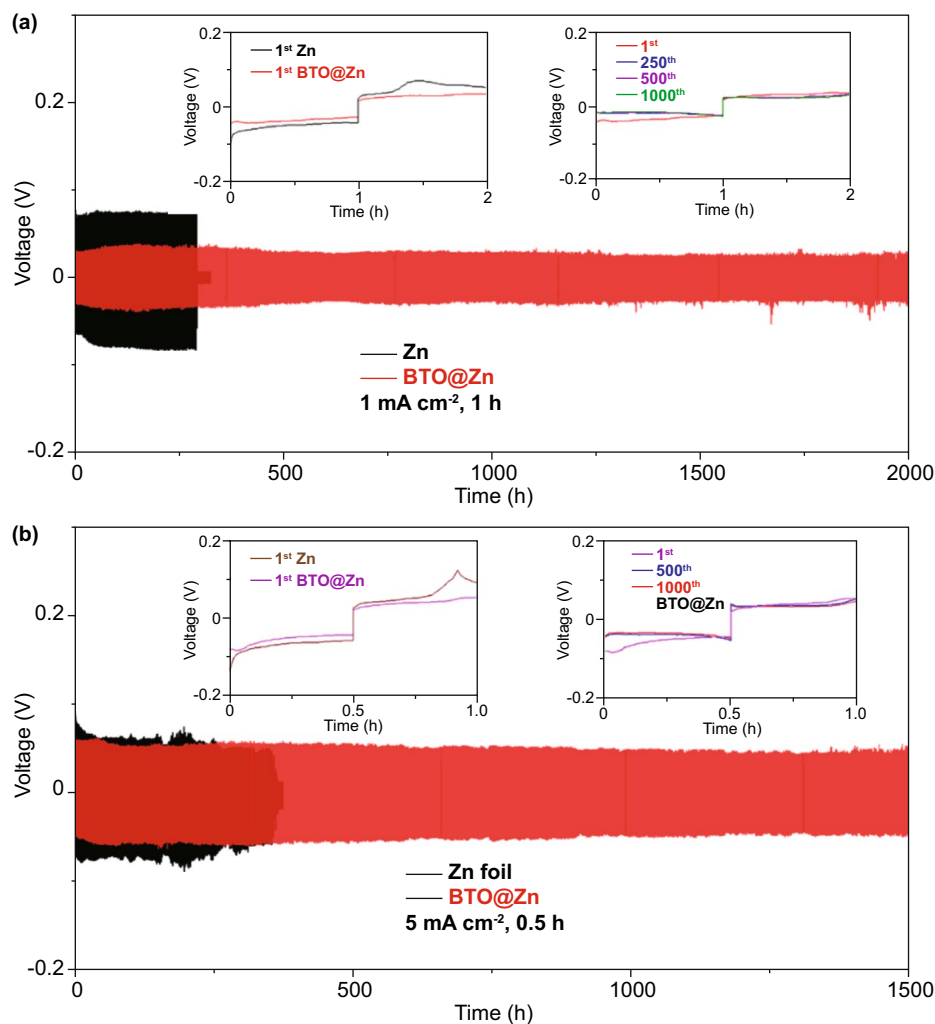 (a)
0.2
0
-0.2
Voltage (V)
0 500 1000 1500 2000
Time (h)
0.2
0
-0.2
Voltage (V)
1st Zn
1st BTO@Zn
0 1 2
Time (h)
0.2
0
-0.2
Voltage (V)
1st
250th
500th
1000th
0 1 2
Time (h)
Zn
BTO@Zn
1 mA cm-2, 1 h
(b)
0.2
0
-0.2
Voltage (V)
0 500 1000 1500
Time (h)
0.2
0
-0.2
Voltage (V)
1st Zn
1st BTO@Zn
0 0.5 1.0
Time (h)
0.2
0
-0.2
Voltage (V)
1st
500th
1000th
BTO@Zn
0 0.5 1.0
Time (h)
Zn foil
BTO@Zn
5 mA cm-2, 0.5 h